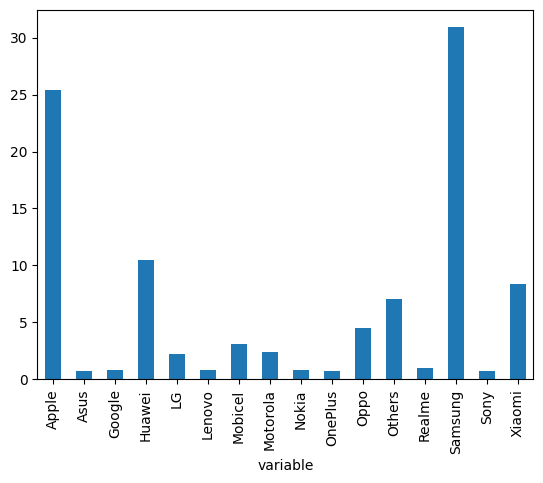 30
25
20
15
10
5
0
Apple
Asus
Google
Huawei
LG
Lenovo
Mobicel
Motorola
Nokia
OnePlus
Oppo
Others
Realme
Samsung
Sony
Xiaomi
variable